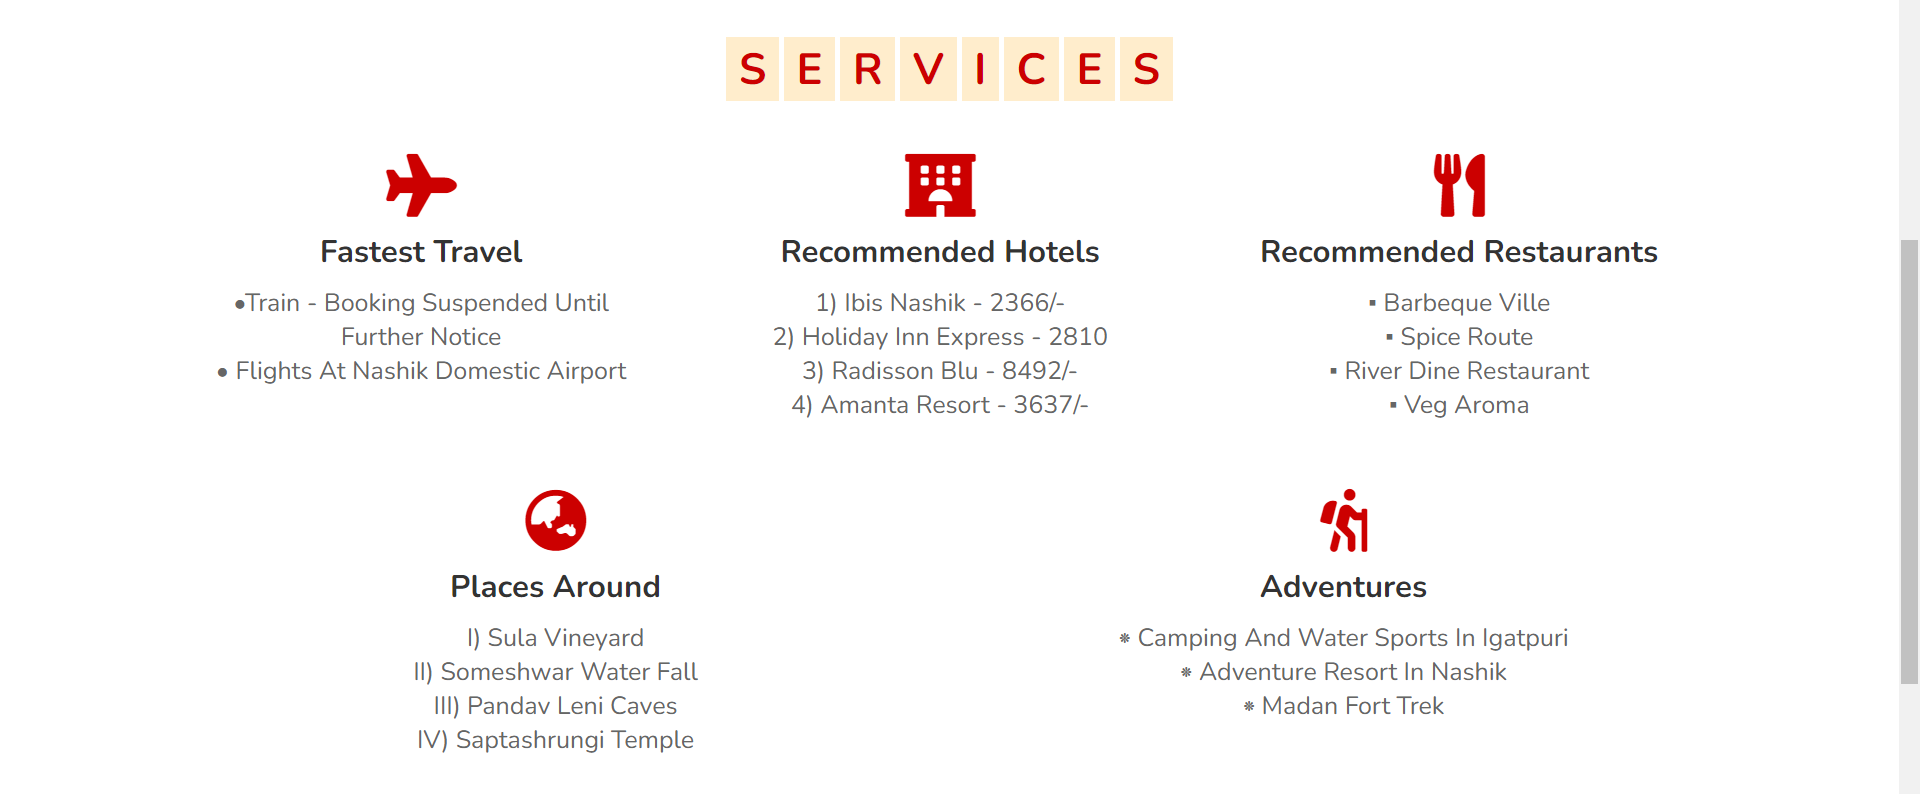 SERVICES
Fastest Travel
●Train - Booking Suspended Until
Further Notice
● Flights At Nashik Domestic Airport
Recommended Hotels
1) Ibis Nashik - 2366/-
2) Holiday Inn Express - 2810
3) Radisson Blu - 8492/-
4) Amanta Resort - 3637/-
Recommended Restaurants
▪ Barbeque Ville
▪ Spice Route
▪ River Dine Restaurant
▪ Veg Aroma
Places Around
I) Sula Vineyard
II) Someshwar Water Fall
III) Pandav Leni Caves
IV) Saptashrungi Temple
Adventures
⁕ Camping And Water Sports In Igatpuri
⁕ Adventure Resort In Nashik
⁕ Madan Fort Trek